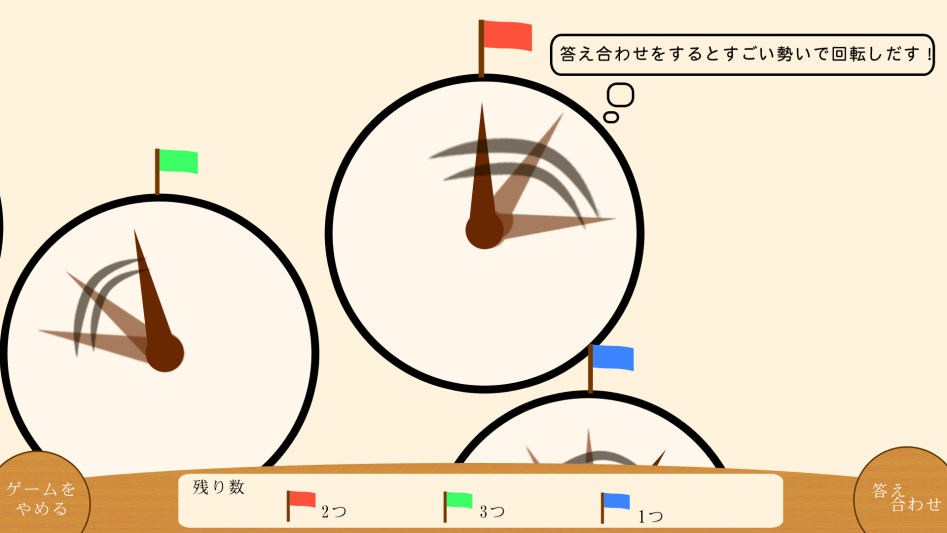 答え合わせをするとすごい勢いで回転しだす！
残り数
2つ
3つ
1つ
ゲームを
やめる
答え
合わせ